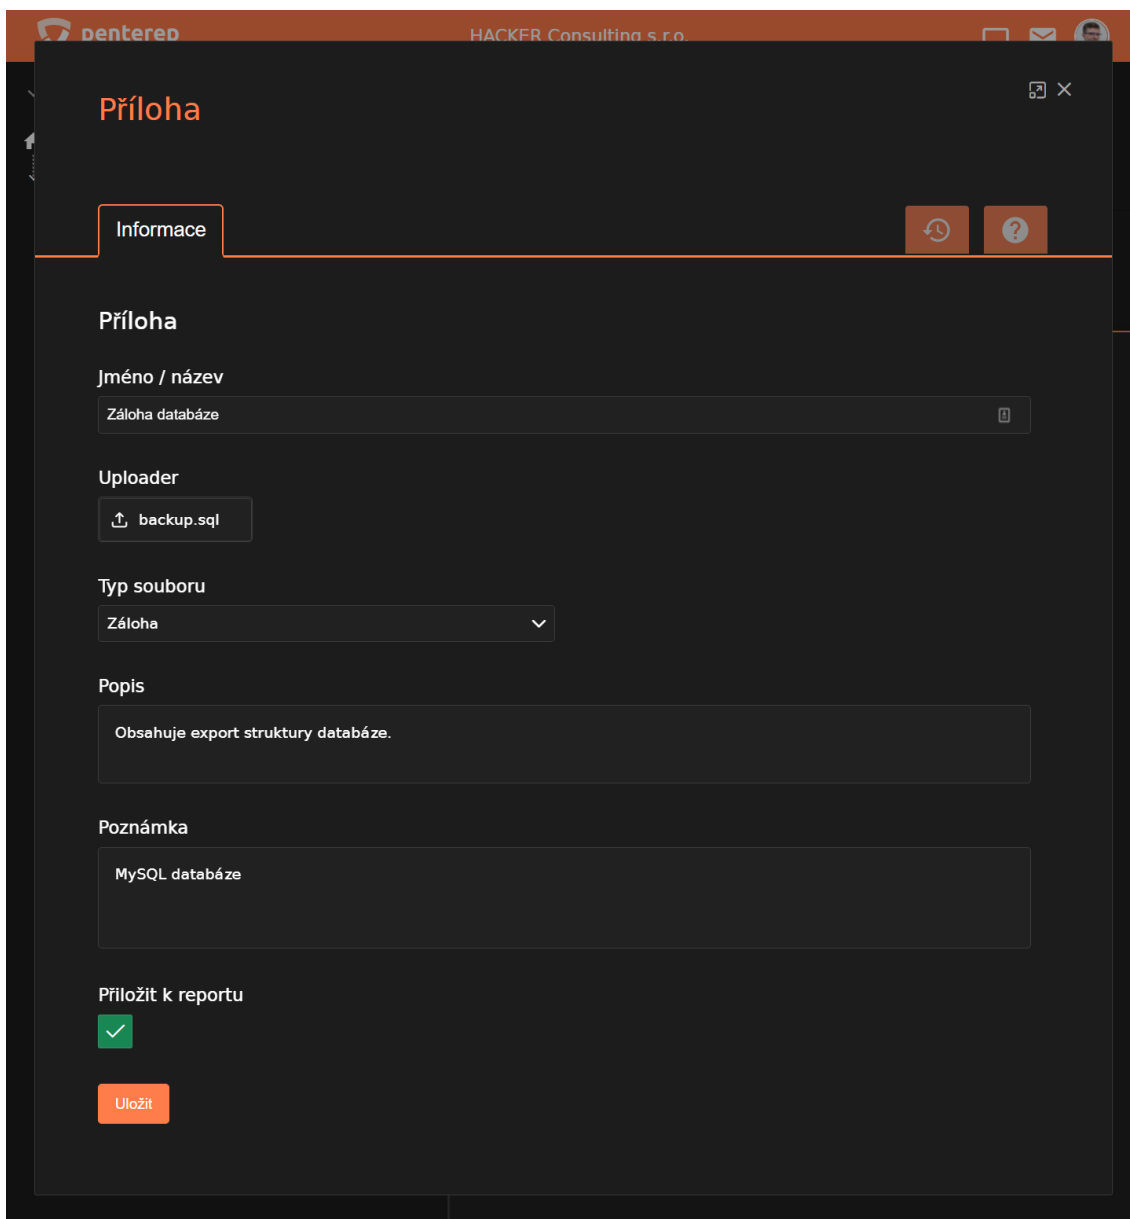 penterep
HACKER Consulting s.r.o.
Příloha
Informace
Příloha
Jméno / název
Záloha databáze
Uploader
backup.sql
Typ souboru
Záloha
Popis
Obsahuje export struktury databáze.
Poznámka
MySQL databáze
Přiložit k reportu
Uložit